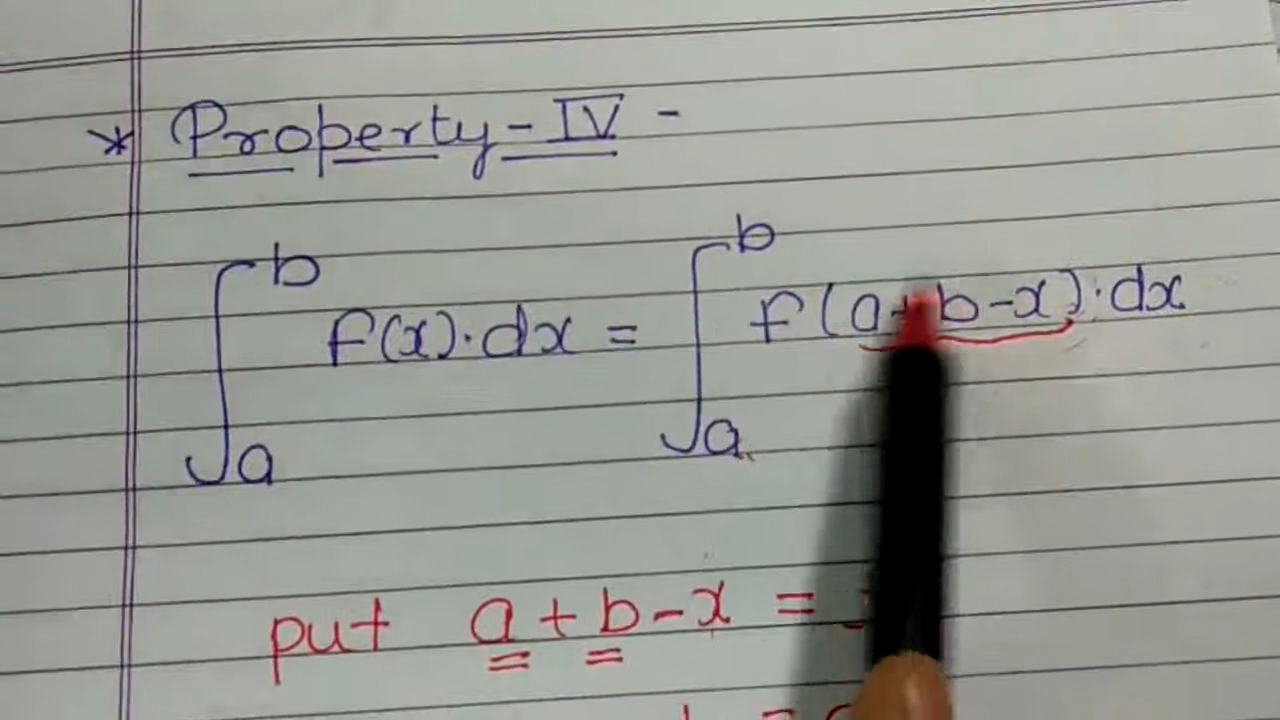 * Property-IV -
∫ₐᵇ f(x)·dx = ∫ₐᵇ f(a+b-x)·dx
put a + b - x =